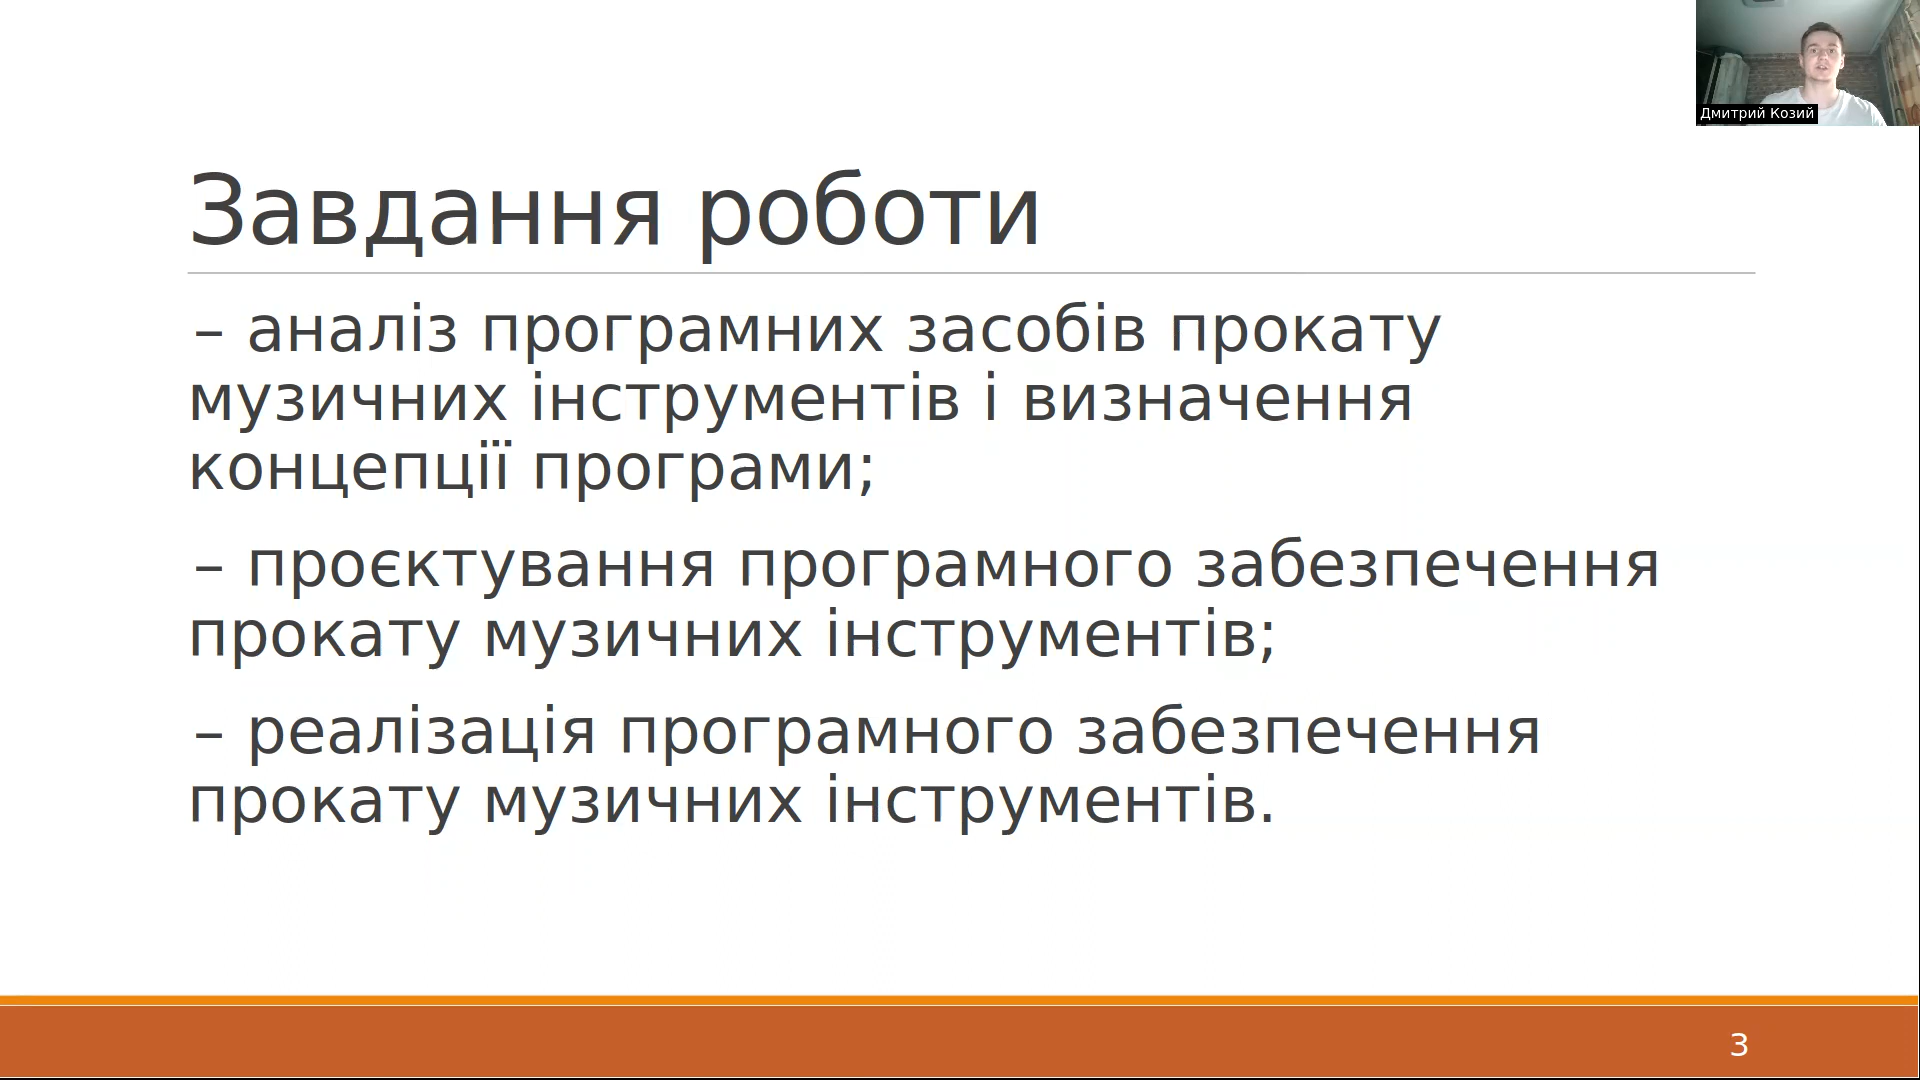 Дмитрий Козий
Завдання роботи
– аналіз програмних засобів прокату
музичних інструментів і визначення
концепції програми;
– проєктування програмного забезпечення
прокату музичних інструментів;
– реалізація програмного забезпечення
прокату музичних інструментів.
3